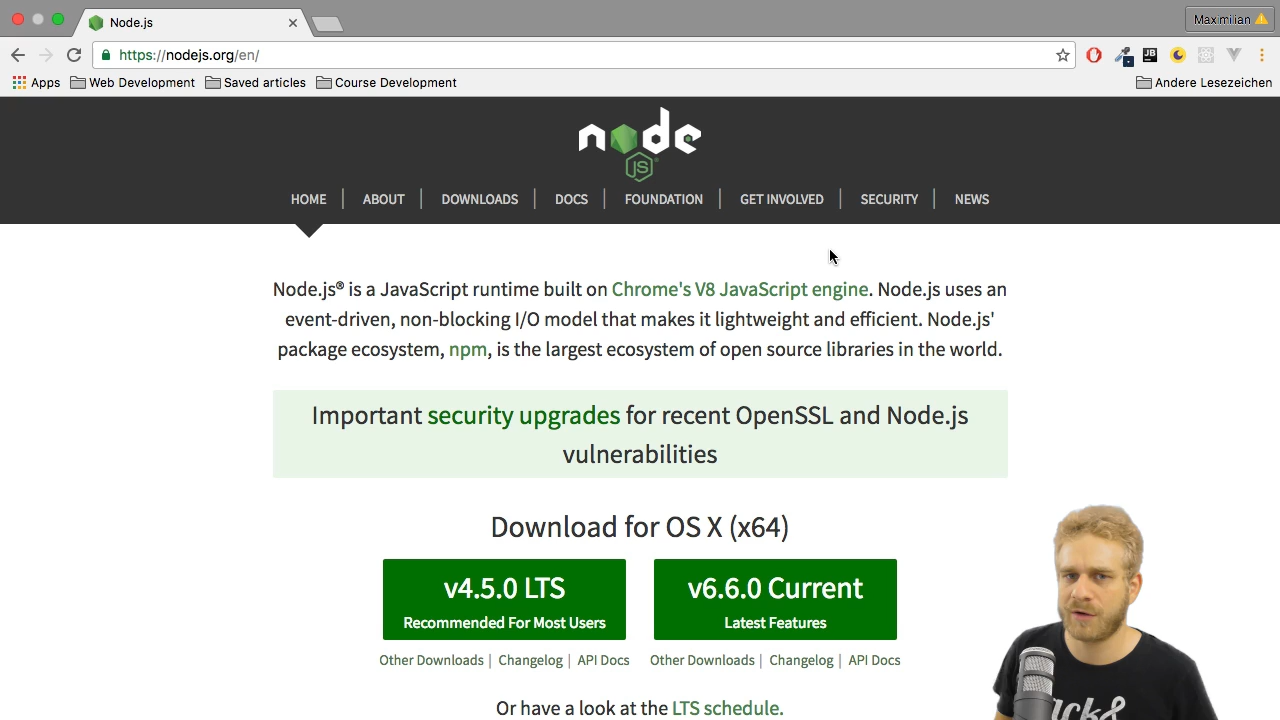 Node.js
Maximilian
https://nodejs.org/en/
JB
Apps Web Development Saved articles Course Development Andere Lesezeichen
node
JS
HOME ABOUT DOWNLOADS DOCS FOUNDATION GET INVOLVED SECURITY NEWS
Node.js® is a JavaScript runtime built on Chrome's V8 JavaScript engine. Node.js uses an
event-driven, non-blocking I/O model that makes it lightweight and efficient. Node.js'
package ecosystem, npm, is the largest ecosystem of open source libraries in the world.
Important security upgrades for recent OpenSSL and Node.js
vulnerabilities
Download for OS X (x64)
v4.5.0 LTS
Recommended For Most Users
v6.6.0 Current
Latest Features
Other Downloads | Changelog | API Docs
Other Downloads | Changelog | API Docs
Or have a look at the LTS schedule.